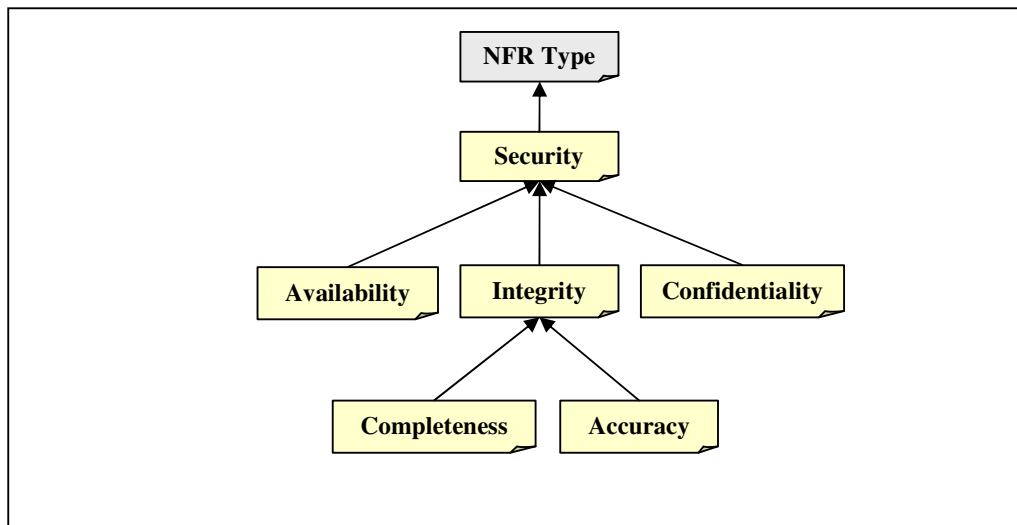 NFR Type
Security
Availability
Integrity
Confidentiality
Completeness
Accuracy